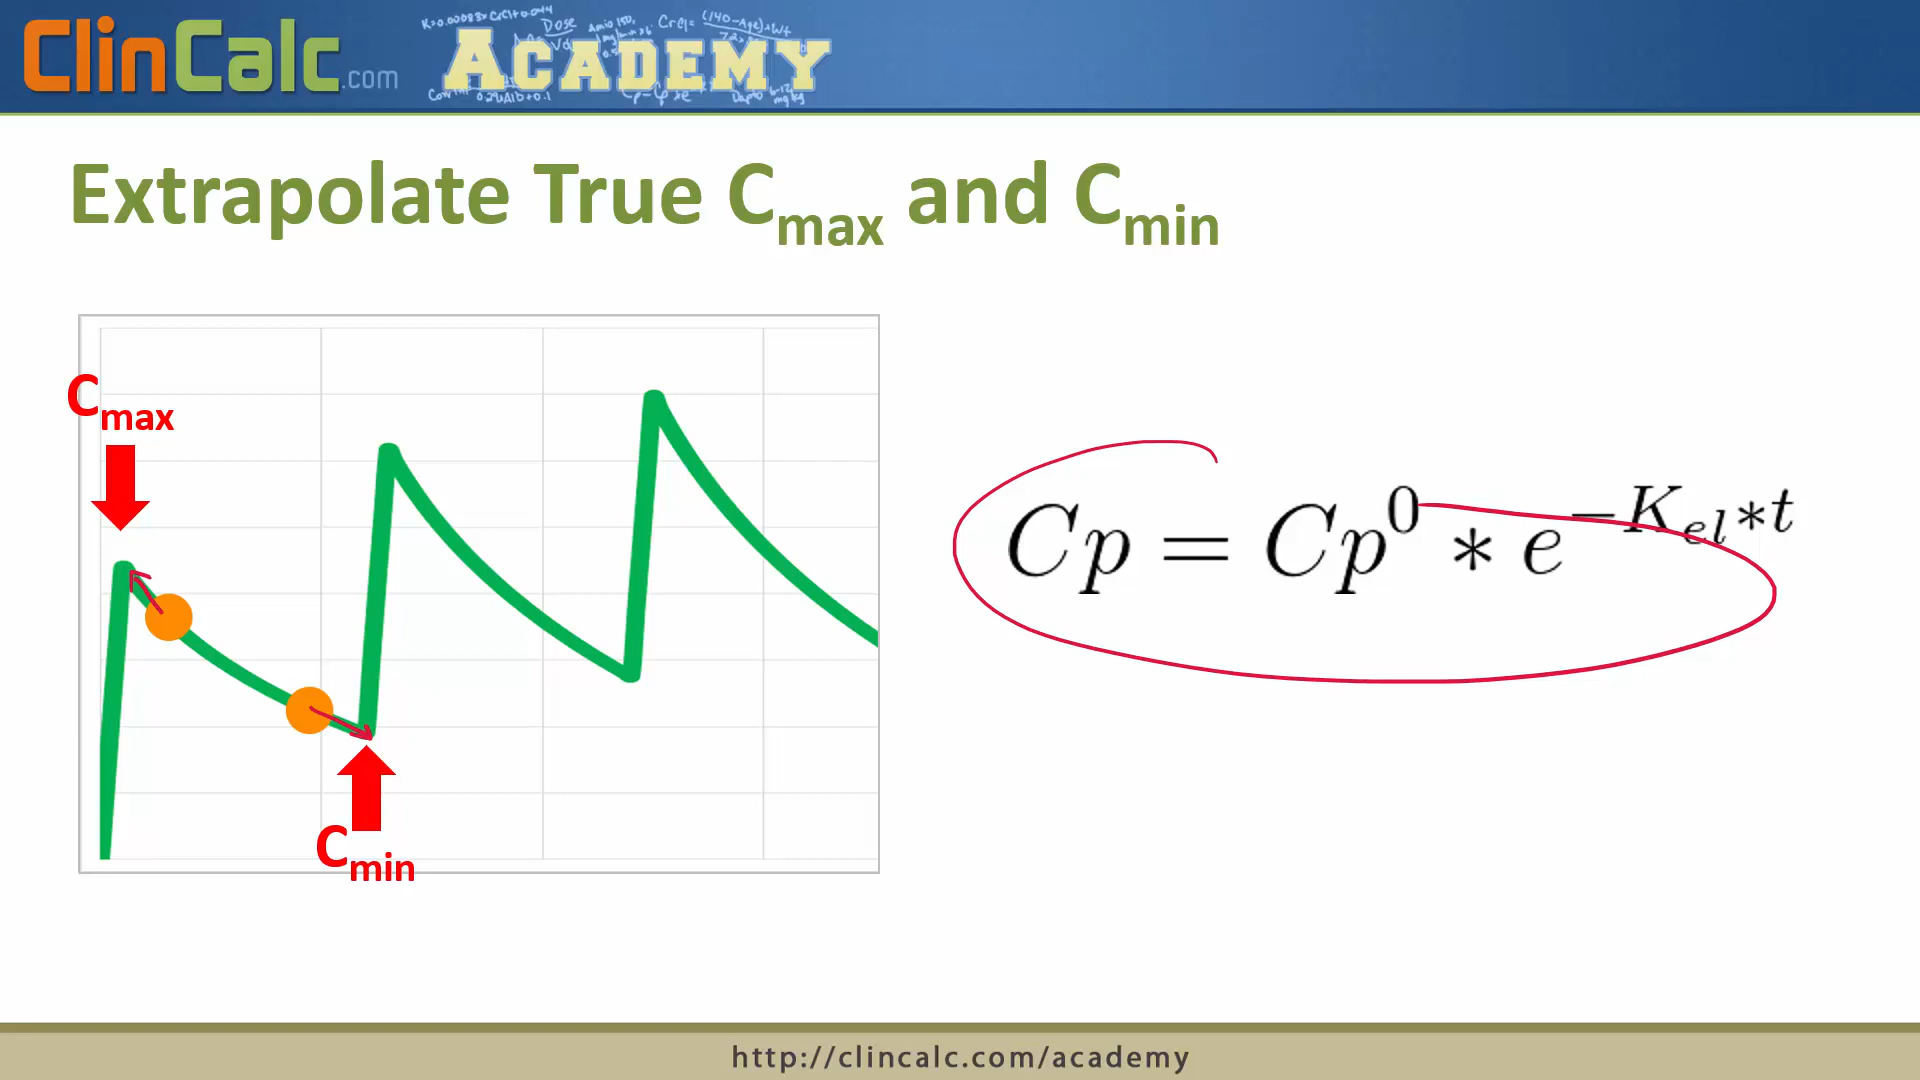 ClinCalc.com ACADEMY
Extrapolate True Cmax and Cmin
Cmax
Cp = Cp⁰ * e^(−Kel*t)
Cmin
http://clincalc.com/academy